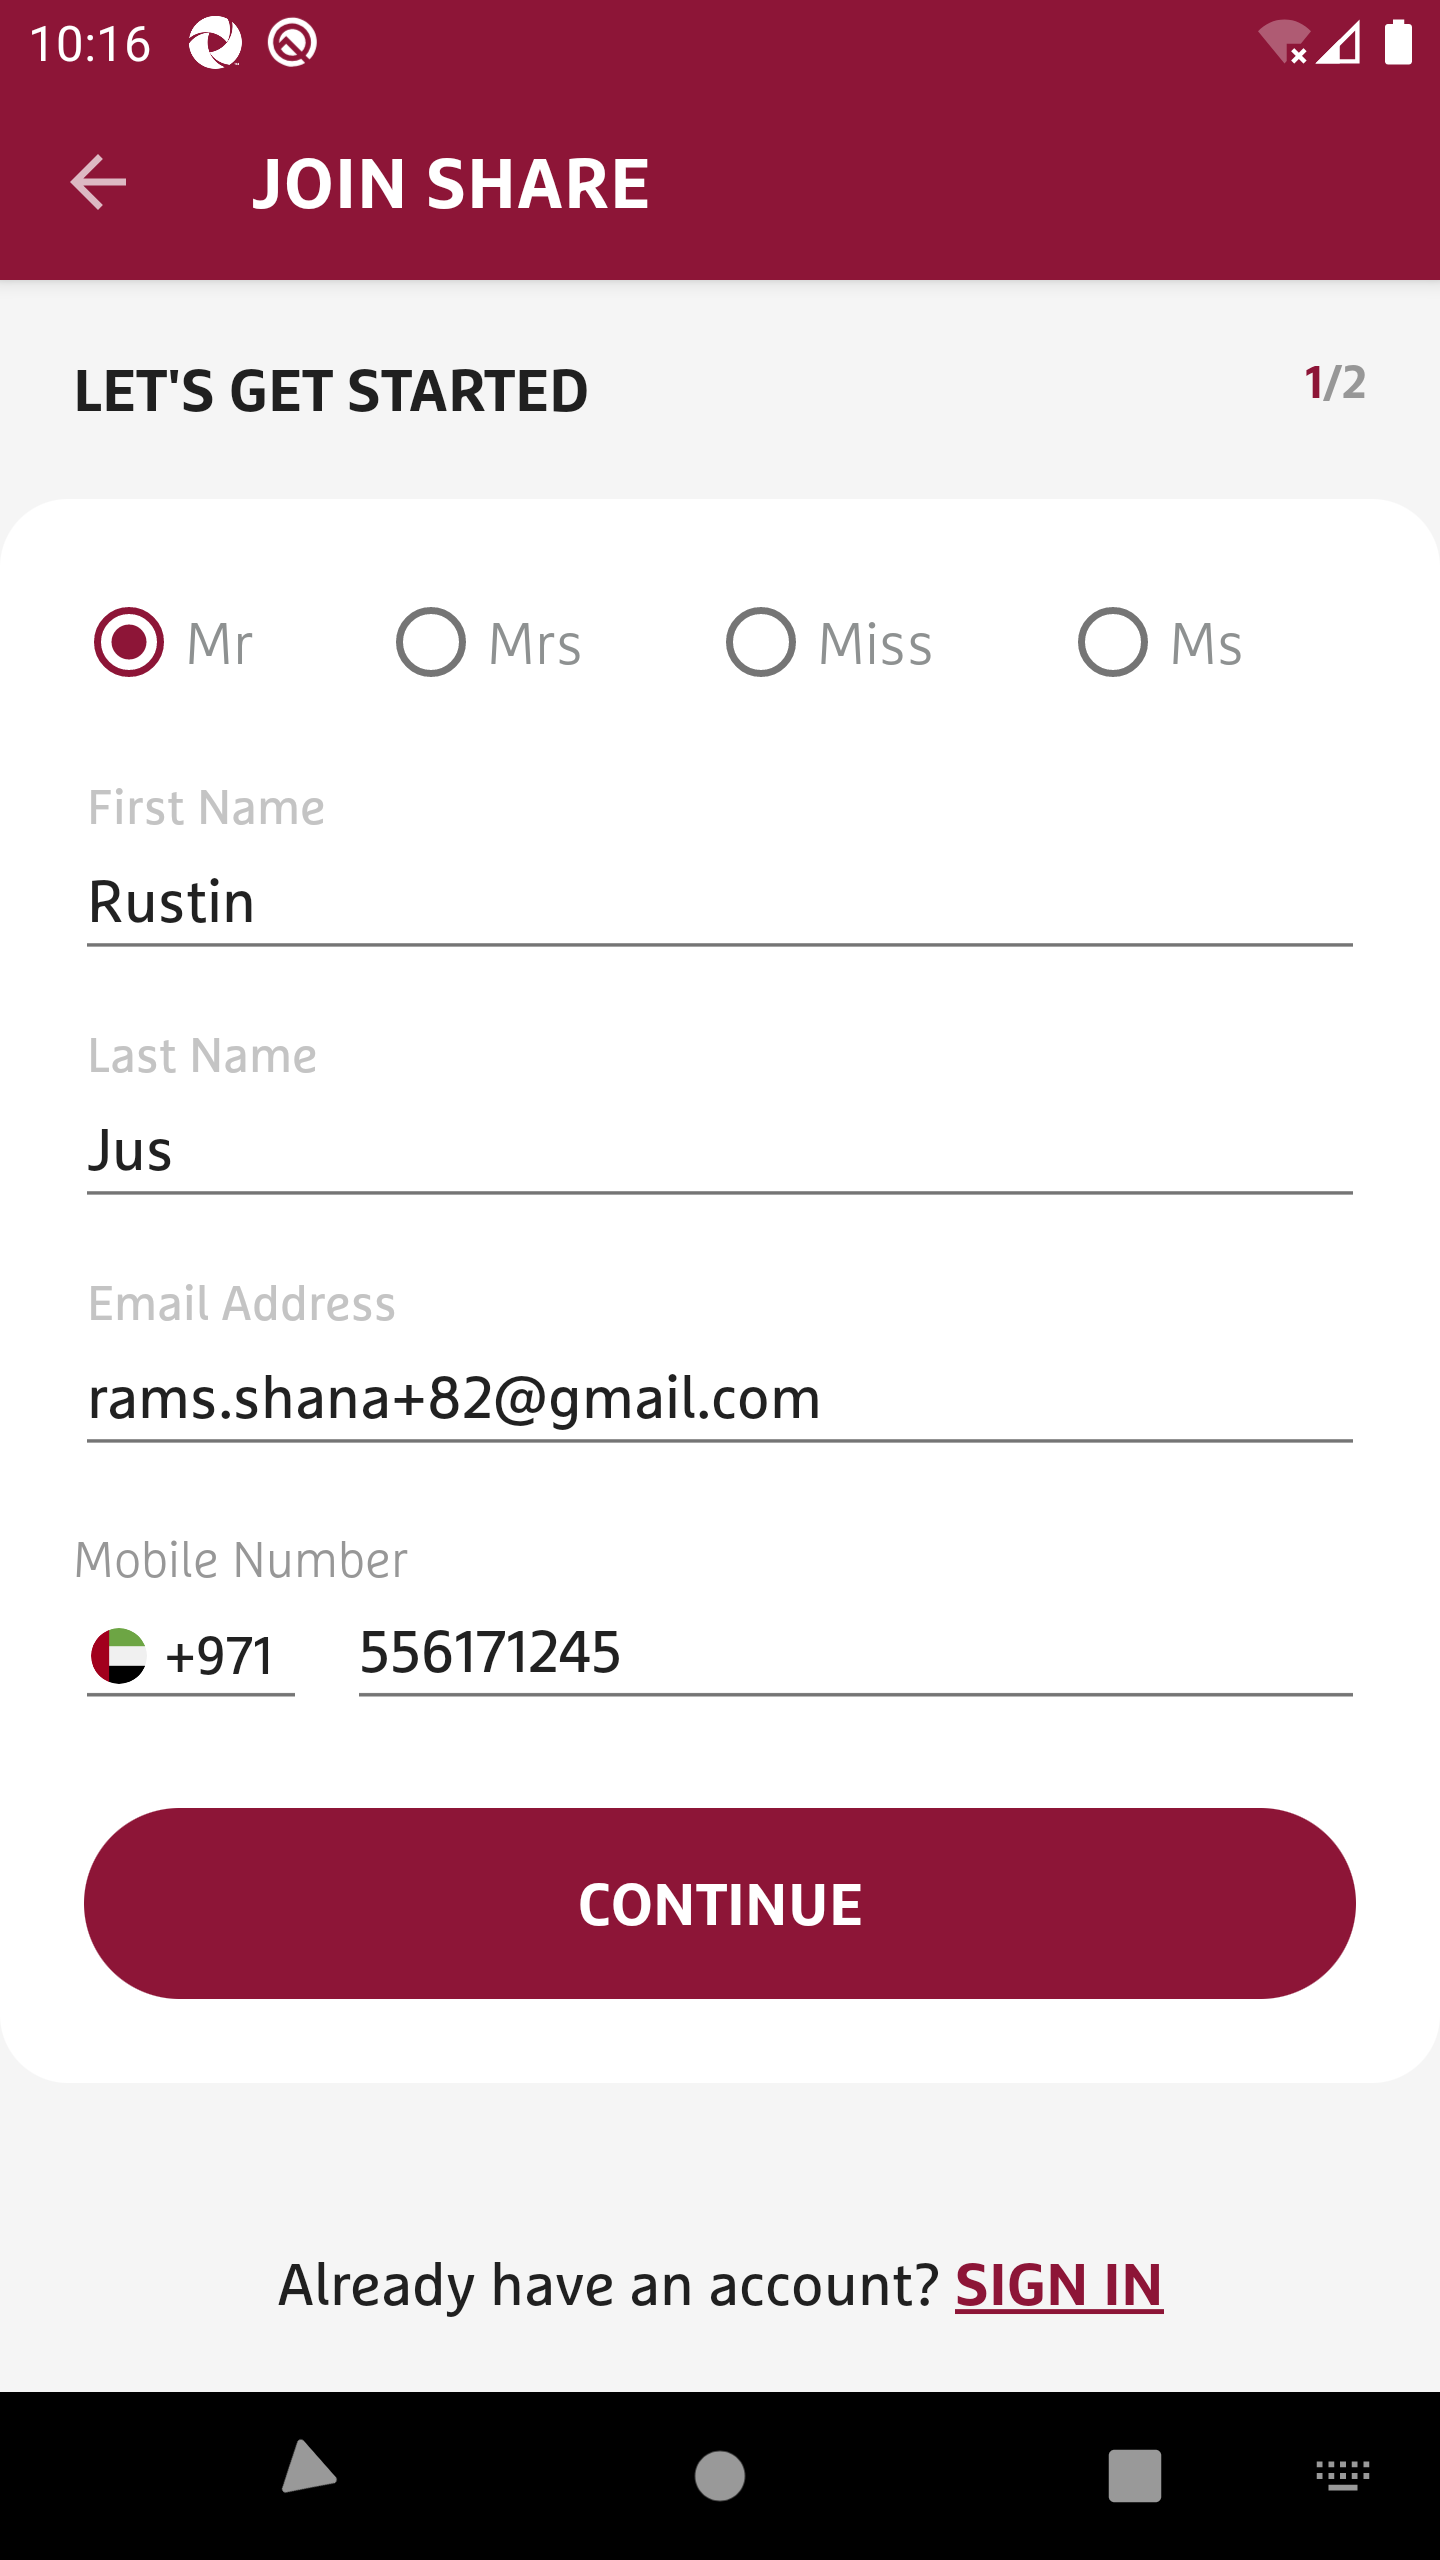 10:16
JOIN SHARE
LET'S GET STARTED
1/2
Mr Mrs Miss Ms
First Name
Rustin
Last Name
Jus
Email Address
rams.shana+82@gmail.com
Mobile Number
+971 556171245
CONTINUE
Already have an account? SIGN IN